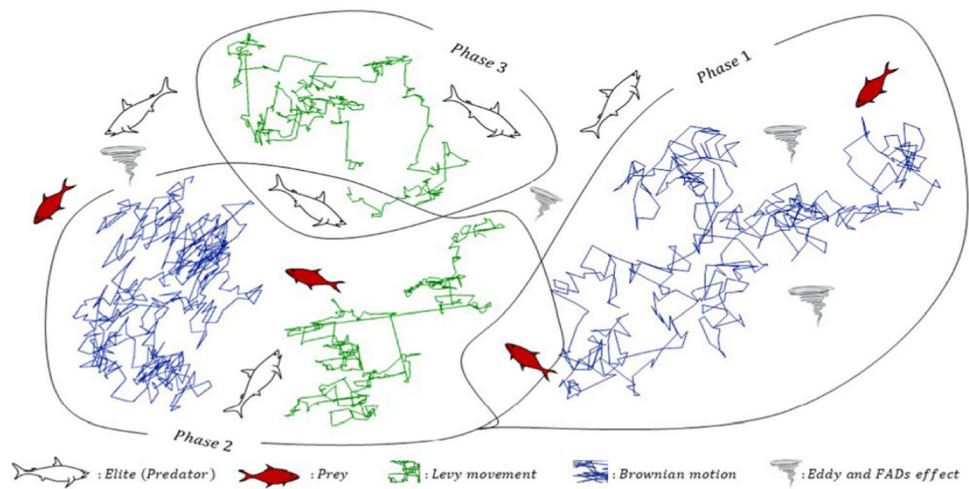 Phase 3
Phase 1
Phase 2
: Elite (Predator) : Prey : Levy movement : Brownian motion : Eddy and FADs effect